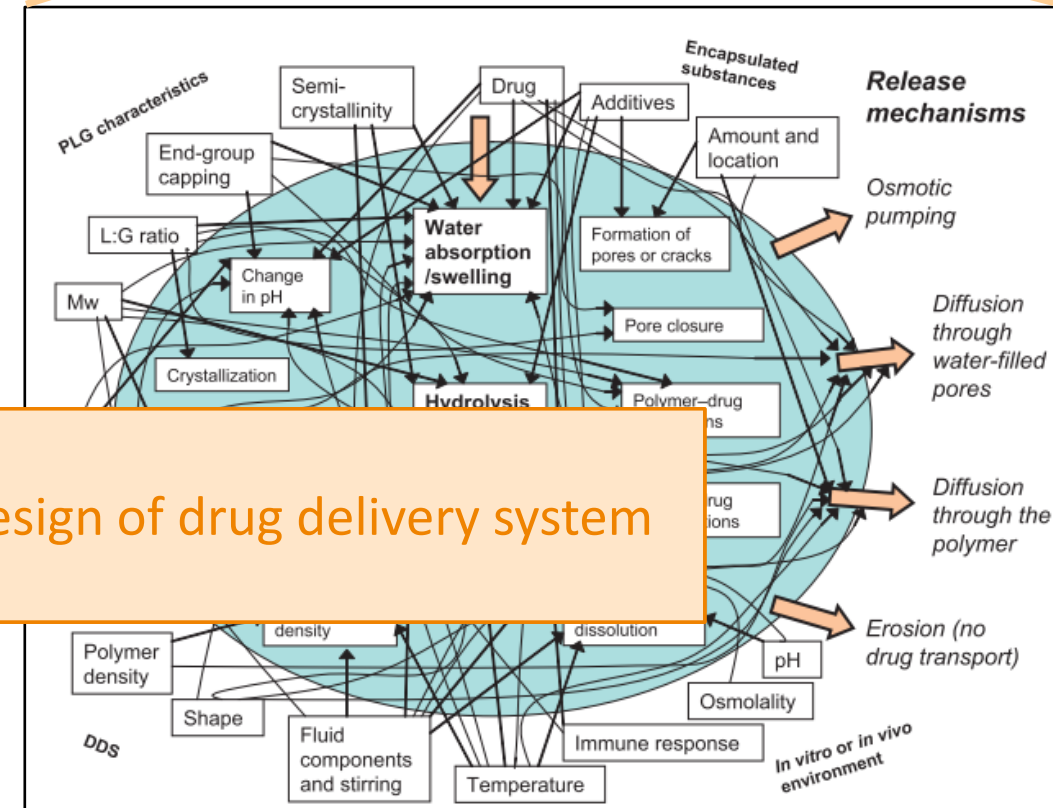 PLG characteristics
Semi-
crystallinity
Drug
Additives
Encapsulated
substances
Release
mechanisms
Amount and
location
End-group
capping
Osmotic
pumping
L:G ratio
Water
absorption
/swelling
Formation of
pores or cracks
Change
in pH
Mw
Pore closure
Diffusion
through
water-filled
pores
Crystallization
Hydrolysis
Polymer–drug
esign of drug delivery system
rug
Diffusion
through the
polymer
density
dissolution
Erosion (no
drug transport)
Polymer
density
pH
Osmolality
Shape
DDS
Fluid
components
and stirring
Immune response
Temperature
In vitro or in vivo
environment